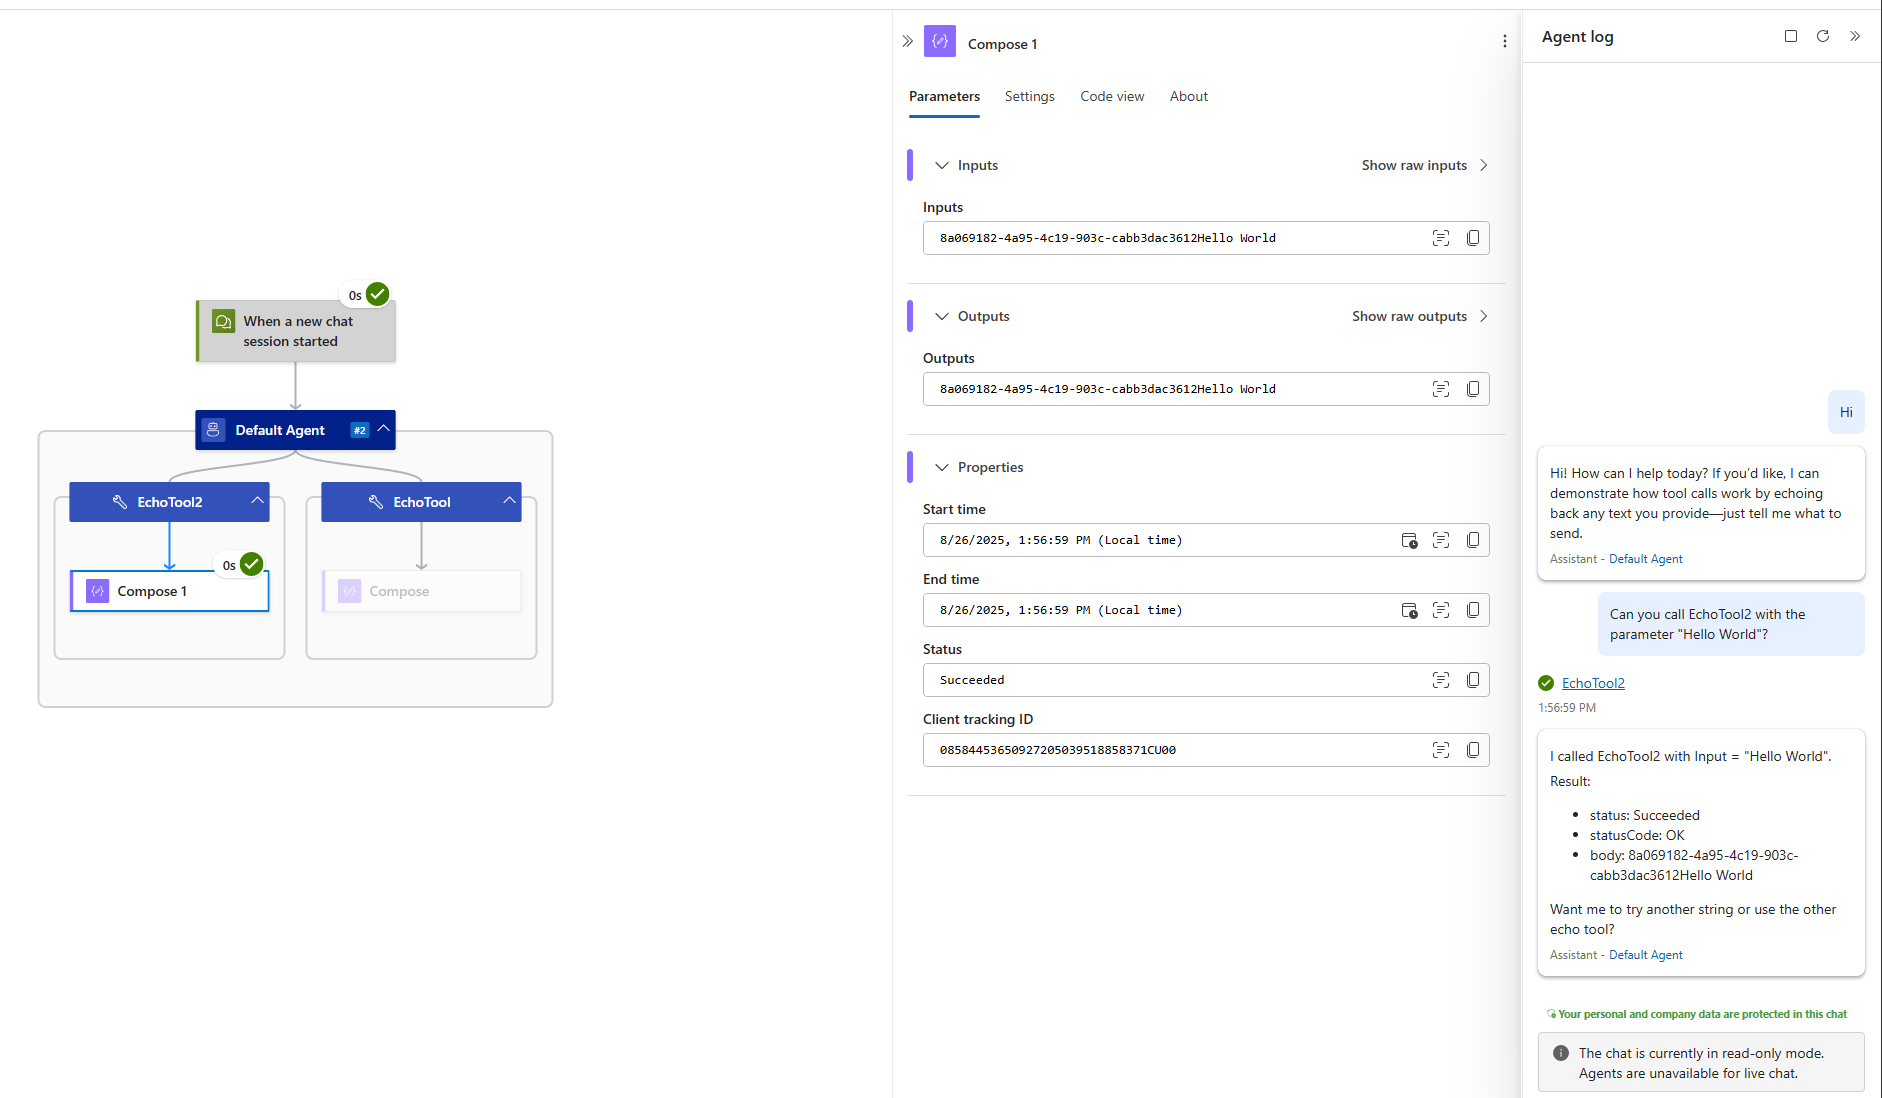 0s
When a new chat
session started
Default Agent
#2
EchoTool2
EchoTool
0s
Compose 1
Compose
Compose 1
Parameters
Settings
Code view
About
Inputs
Show raw inputs
Inputs
8a069182-4a95-4c19-903c-cabb3dac3612Hello World
Outputs
Show raw outputs
Outputs
8a069182-4a95-4c19-903c-cabb3dac3612Hello World
Properties
Start time
8/26/2025, 1:56:59 PM (Local time)
End time
8/26/2025, 1:56:59 PM (Local time)
Status
Succeeded
Client tracking ID
08584453650927205039518858371CU00
Agent log
Hi
Hi! How can I help today? If you’d like, I can
demonstrate how tool calls work by echoing
back any text you provide—just tell me what to
send.
Assistant - Default Agent
Can you call EchoTool2 with the
parameter "Hello World"?
EchoTool2
1:56:59 PM
I called EchoTool2 with Input = "Hello World".
Result:
• status: Succeeded
• statusCode: OK
• body: 8a069182-4a95-4c19-903c-
cabb3dac3612Hello World
Want me to try another string or use the other
echo tool?
Assistant - Default Agent
Your personal and company data are protected in this chat
The chat is currently in read-only mode.
Agents are unavailable for live chat.